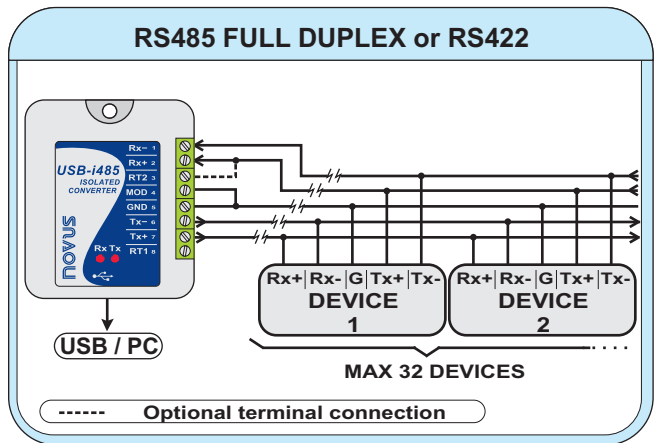 RS485 FULL DUPLEX or RS422
USB-i485
ISOLATED
CONVERTER
Rx- 1
Rx+ 2
RT2 3
MOD 4
GND 5
Tx- 6
Tx+ 7
RT1 8
NOVUS
Rx Tx
USB / PC
Rx+|Rx-|G|Tx+|Tx-
DEVICE
1
Rx+|Rx-|G|Tx+|Tx-
DEVICE
2
MAX 32 DEVICES
------ Optional terminal connection